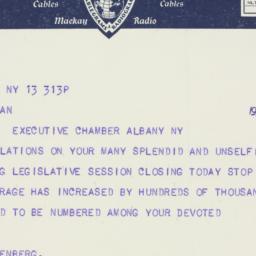 Cables Cables
Mackay Radio
NY 13 313P
AN 19
EXECUTIVE CHAMBER ALBANY NY
LATIONS ON YOUR MANY SPLENDID AND UNSELF
G LEGISLATIVE SESSION CLOSING TODAY STOP
RAGE HAS INCREASED BY HUNDREDS OF THOUSAN
D TO BE NUMBERED AMONG YOUR DEVOTED
ENBERG.